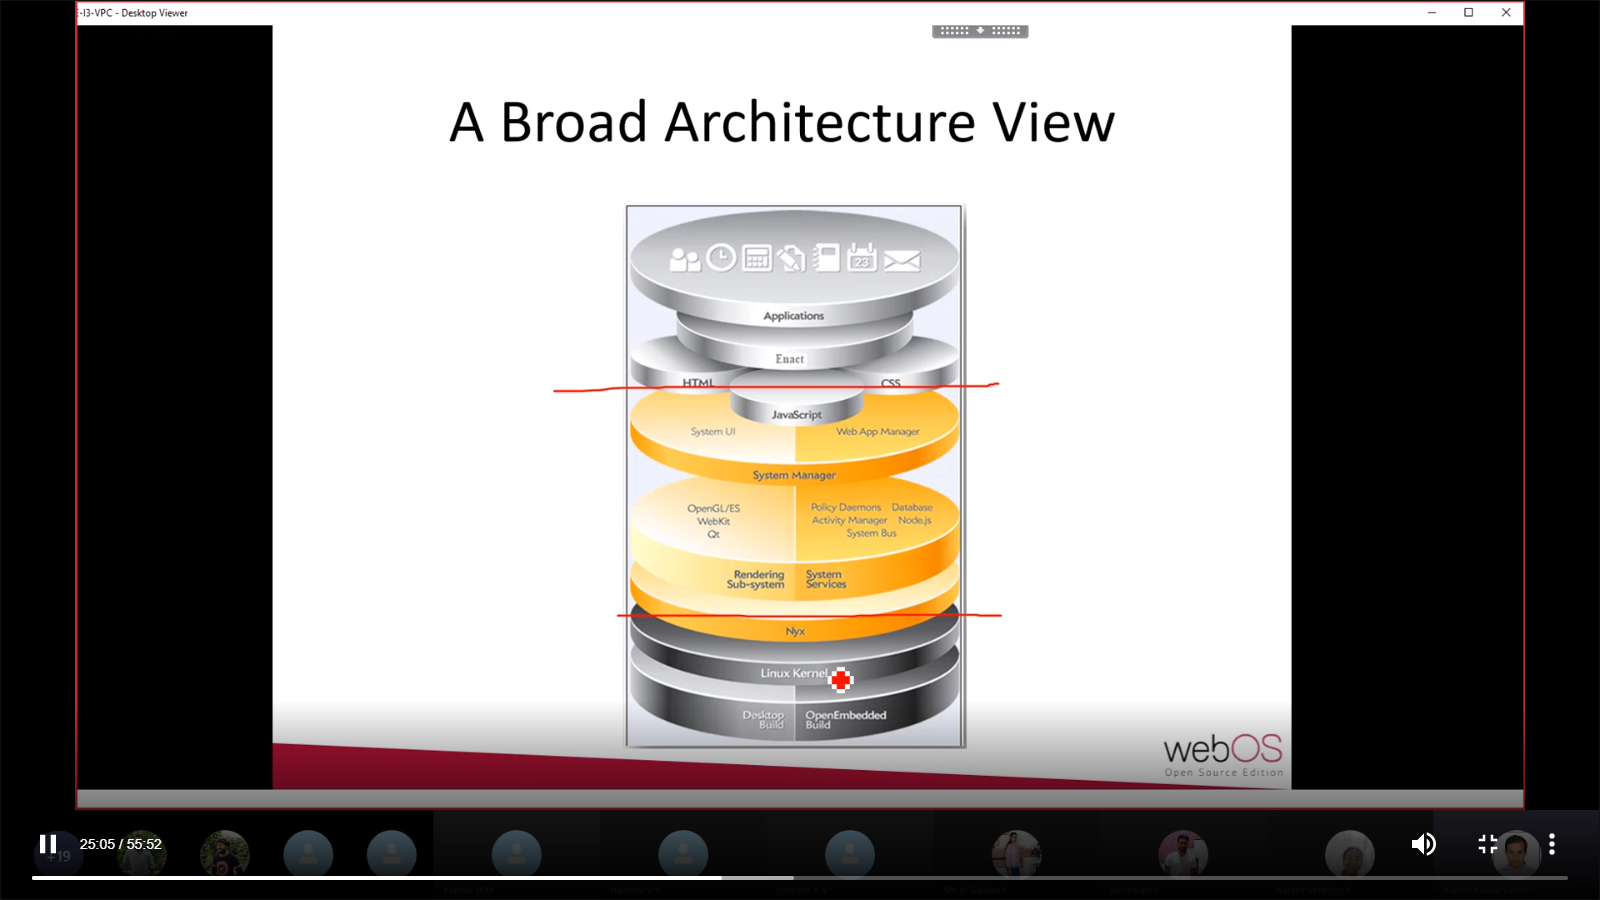 E-I3-VPC - Desktop Viewer
A Broad Architecture View
23
Applications
Enact
HTML
CSS
JavaScript
System UI
Web App Manager
System Manager
OpenGL/ES
WebKit
Qt
Policy Daemons Database
Activity Manager Node.js
System Bus
Rendering
Sub-system
System
Services
Nyx
Linux Kernel
Desktop
Build
OpenEmbedded
Build
webOS
Open Source Edition
+19
25:05 / 55:52